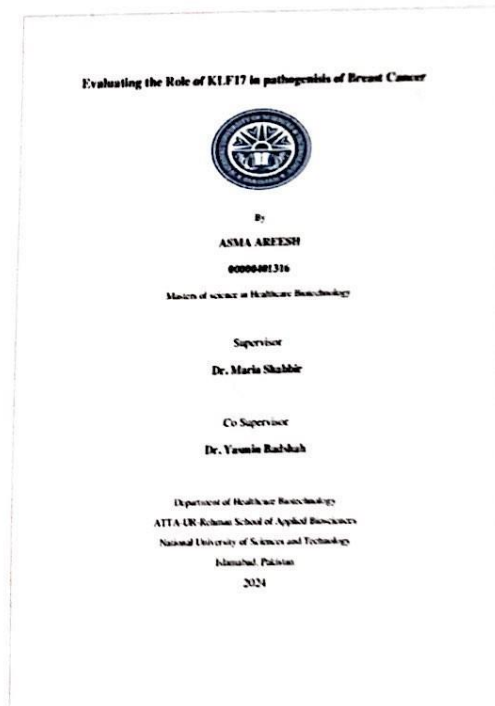 Evaluating the Role of KLF17 in pathogenisis of Breast Cancer
By
ASMA AREESH
00000401316
Masters of science in Healthcare Biotechnology
Supervisor
Dr. Maria Shabbir
Co Supervisor
Dr. Yasmin Badshah
Department of Healthcare Biotechnology
ATTA-UR-Rehman School of Applied Biosciences
National University of Sciences and Technology
Islamabad, Pakistan
2024